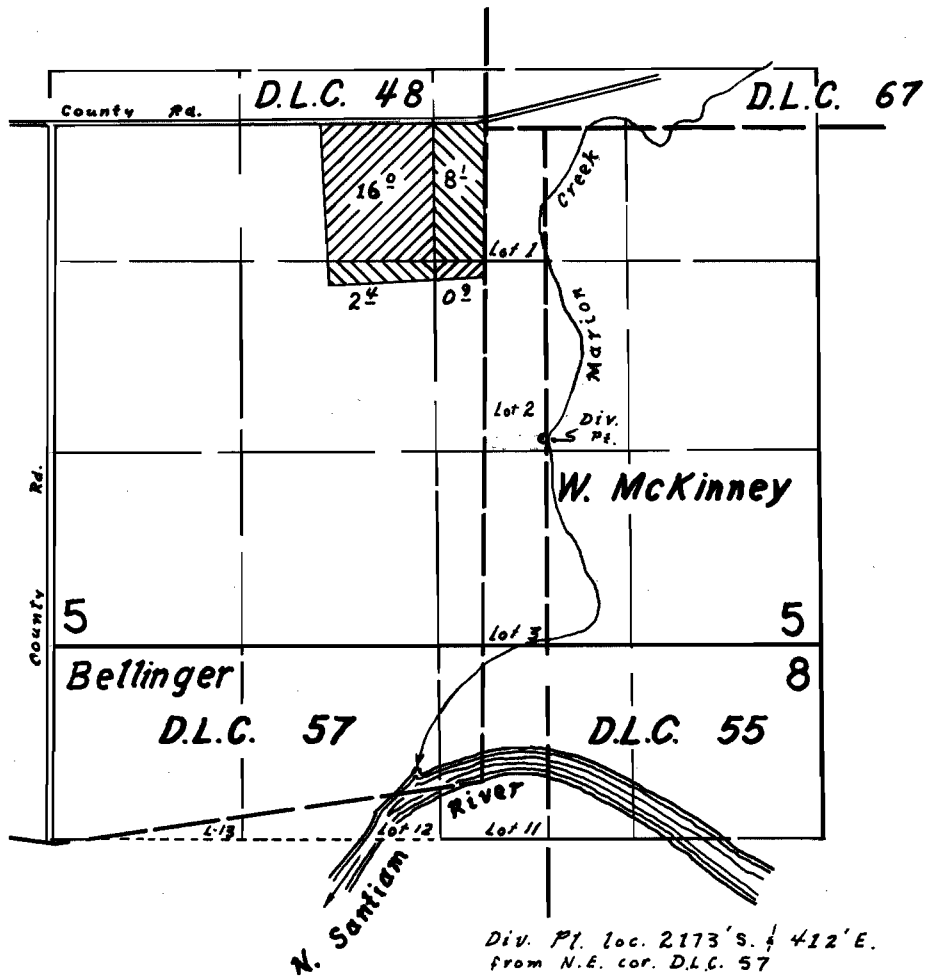 D.L.C. 48
D.L.C. 67
County Rd.
16 0
8 1
Creek
Lot 1
2 4
0 9
Marion
Lot 2
Div.
Pt.
W. McKinney
County Rd.
5
Lot 3
5
Bellinger
8
D.L.C. 57
D.L.C. 55
River
L-13
Lot 12
Lot 11
N. Santiam
Div. Pt. loc. 2173' S. & 412' E.
from N.E. cor. D.L.C. 57